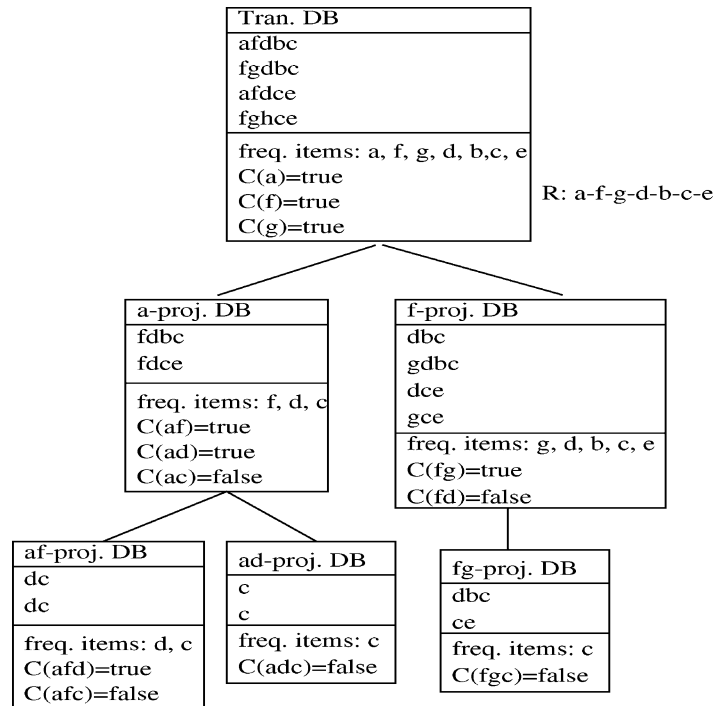 Tran. DB
afdbc
fgdbc
afdce
fghce
freq. items: a, f, g, d, b,c, e
C(a)=true
C(f)=true
C(g)=true
R: a-f-g-d-b-c-e
a-proj. DB
fdbc
fdce
freq. items: f, d, c
C(af)=true
C(ad)=true
C(ac)=false
f-proj. DB
dbc
gdbc
dce
gce
freq. items: g, d, b, c, e
C(fg)=true
C(fd)=false
af-proj. DB
dc
dc
freq. items: d, c
C(afd)=true
C(afc)=false
ad-proj. DB
c
c
freq. items: c
C(adc)=false
fg-proj. DB
dbc
ce
freq. items: c
C(fgc)=false